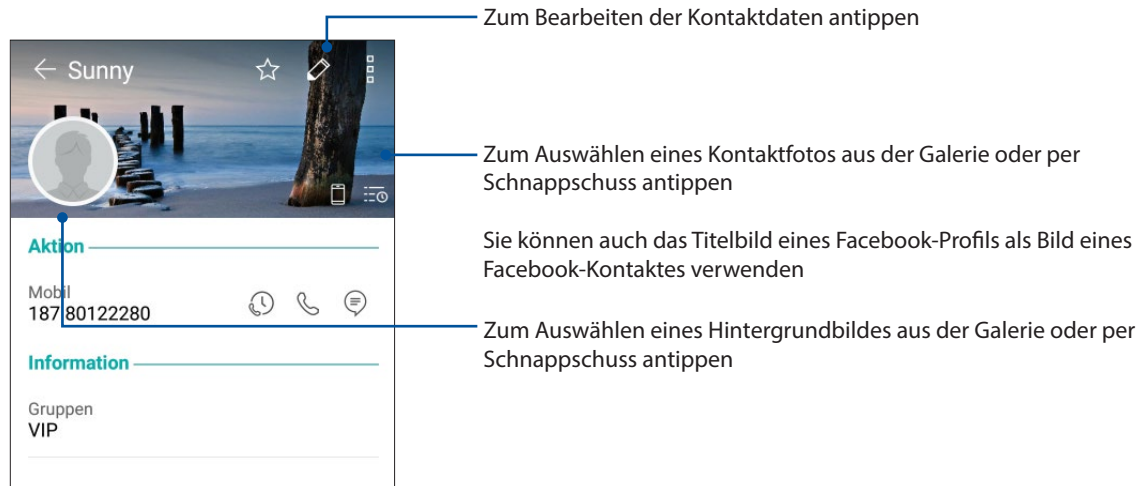 Zum Bearbeiten der Kontaktdaten antippen
Sunny
Zum Auswählen eines Kontaktfotos aus der Galerie oder per
Schnappschuss antippen
Sie können auch das Titelbild eines Facebook-Profils als Bild eines
Facebook-Kontaktes verwenden
Aktion
Mobil
187 80122280
Zum Auswählen eines Hintergrundbildes aus der Galerie oder per
Schnappschuss antippen
Information
Gruppen
VIP